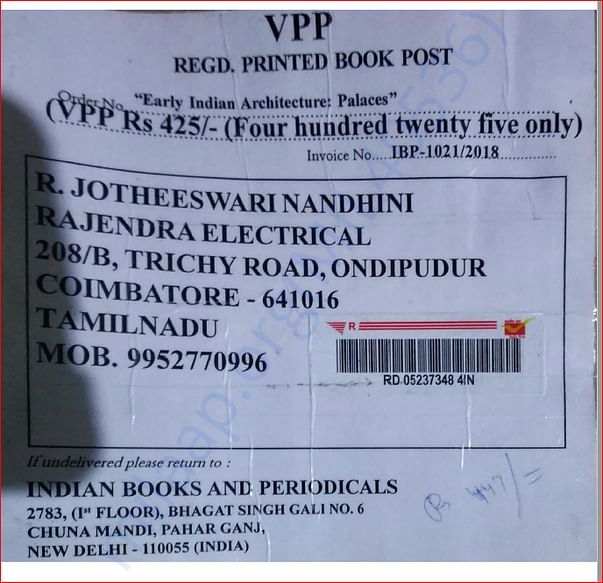 VPP
REGD. PRINTED BOOK POST
Order No. "Early Indian Architecture: Palaces"
(VPP Rs 425/- (Four hundred twenty five only)
Invoice No....IBP-1021/2018..............
R. JOTHEESWARI NANDHINI
RAJENDRA ELECTRICAL
208/B, TRICHY ROAD, ONDIPUDUR
COIMBATORE - 641016
TAMILNADU
MOB. 9952770996
R
RD 05237348 4IN
If undelivered please return to :
INDIAN BOOKS AND PERIODICALS
2783, (Ist FLOOR), BHAGAT SINGH GALI NO. 6
CHUNA MANDI, PAHAR GANJ,
NEW DELHI - 110055 (INDIA)
Rs 447/=